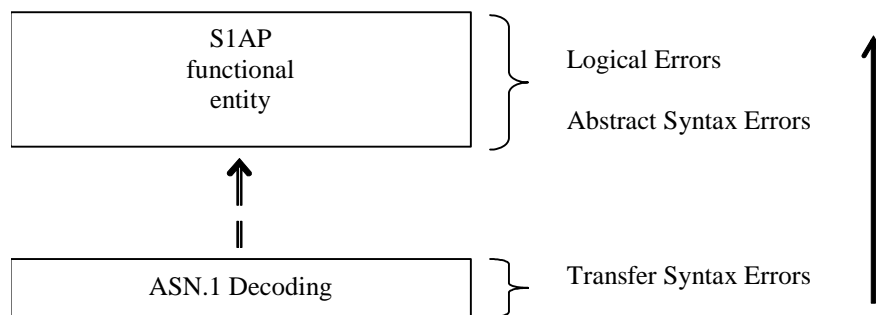 S1AP
functional
entity
Logical Errors
Abstract Syntax Errors
ASN.1 Decoding
Transfer Syntax Errors